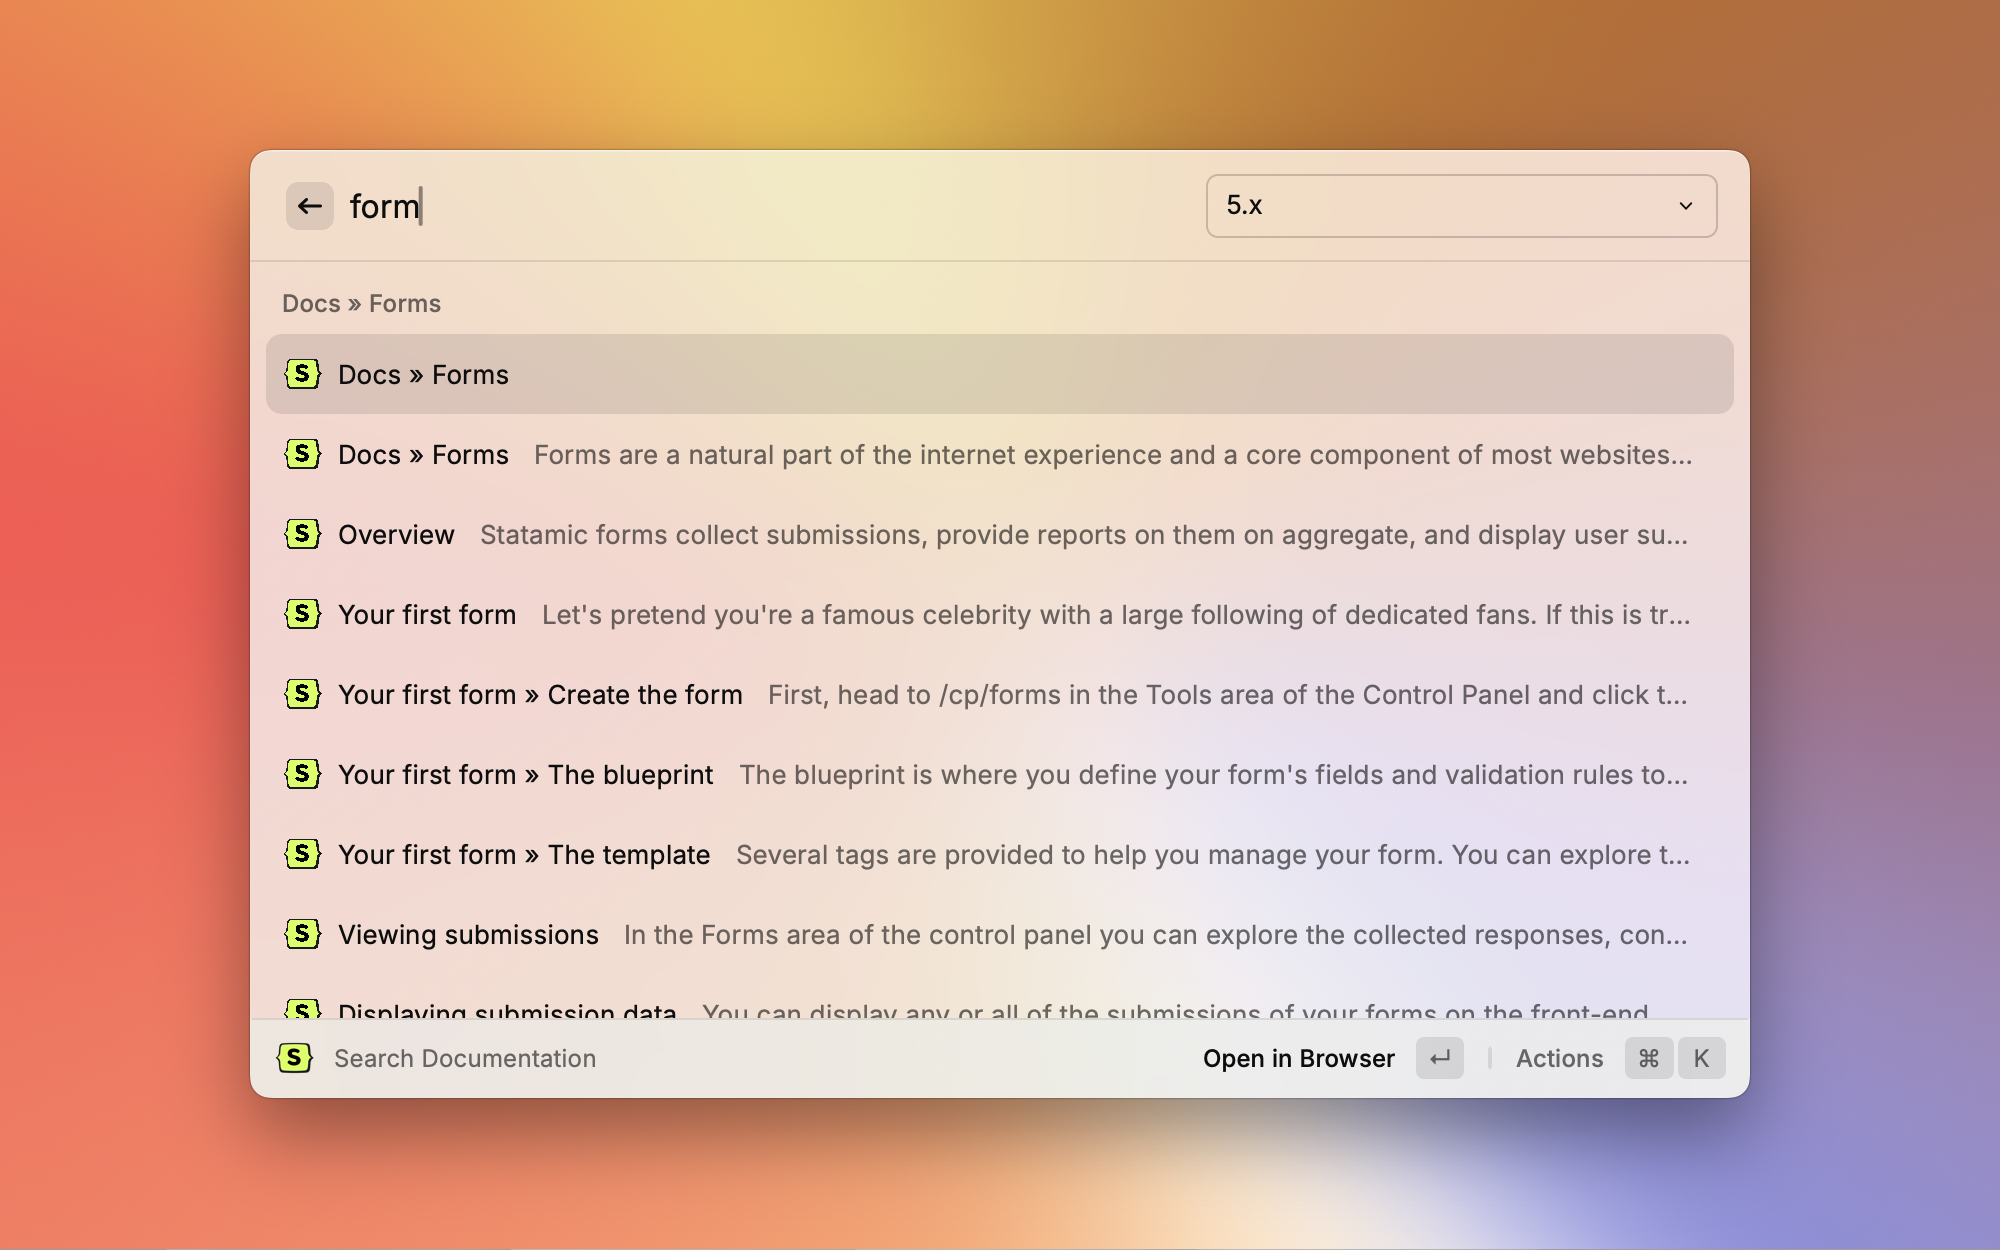 form
5.x
Docs » Forms
S Docs » Forms
S Docs » Forms Forms are a natural part of the internet experience and a core component of most websites...
S Overview Statamic forms collect submissions, provide reports on them on aggregate, and display user su...
S Your first form Let's pretend you're a famous celebrity with a large following of dedicated fans. If this is tr...
S Your first form » Create the form First, head to /cp/forms in the Tools area of the Control Panel and click t...
S Your first form » The blueprint The blueprint is where you define your form's fields and validation rules to...
S Your first form » The template Several tags are provided to help you manage your form. You can explore t...
S Viewing submissions In the Forms area of the control panel you can explore the collected responses, con...
S Displaying submission data You can display any or all of the submissions of your forms on the front-end
S Search Documentation Open in Browser ↵ Actions ⌘ K